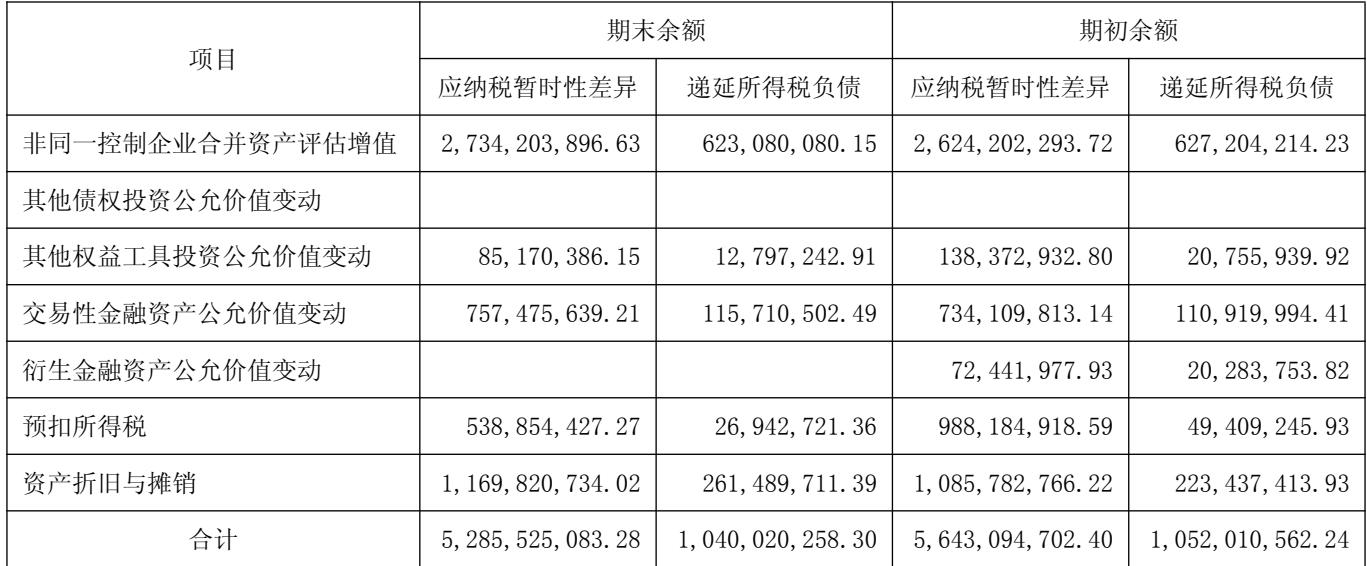 项目 期末余额 期初余额
应纳税暂时性差异 递延所得税负债 应纳税暂时性差异 递延所得税负债
非同一控制企业合并资产评估增值 2,734,203,896.63 623,080,080.15 2,624,202,293.72 627,204,214.23
其他债权投资公允价值变动
其他权益工具投资公允价值变动 85,170,386.15 12,797,242.91 138,372,932.80 20,755,939.92
交易性金融资产公允价值变动 757,475,639.21 115,710,502.49 734,109,813.14 110,919,994.41
衍生金融资产公允价值变动 72,441,977.93 20,283,753.82
预扣所得税 538,854,427.27 26,942,721.36 988,184,918.59 49,409,245.93
资产折旧与摊销 1,169,820,734.02 261,489,711.39 1,085,782,766.22 223,437,413.93
合计 5,285,525,083.28 1,040,020,258.30 5,643,094,702.40 1,052,010,562.24